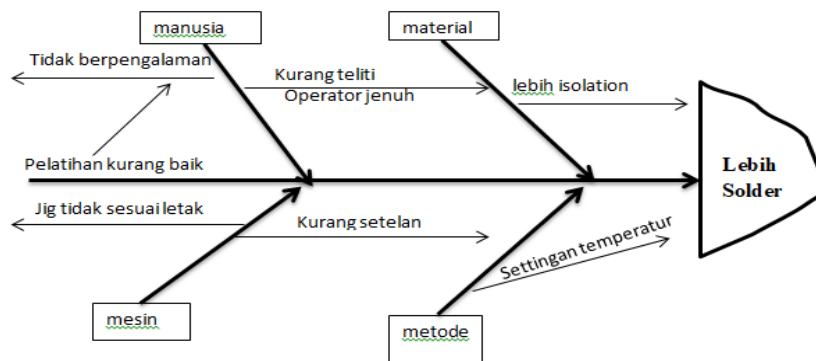 manusia
material
Tidak berpengalaman
Kurang teliti
Operator jenuh
lebih isolation
Pelatihan kurang baik
Lebih
Solder
Jig tidak sesuai letak
Kurang setelan
Settingan temperatur
mesin
metode